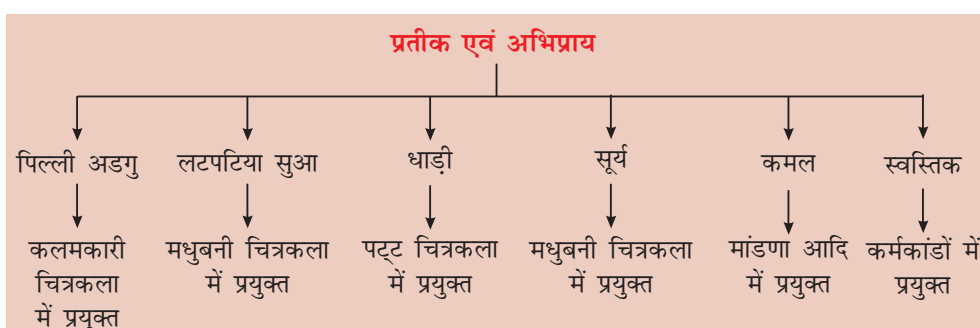 प्रतीक एवं अभिप्राय
पिल्ली अडगु
लटपटिया सुआ
धाड़ी
सूर्य
कमल
स्वस्तिक
कलमकारी
चित्रकला
में प्रयुक्त
मधुबनी चित्रकला
में प्रयुक्त
पट्ट चित्रकला
में प्रयुक्त
मधुबनी चित्रकला
में प्रयुक्त
मांडणा आदि
में प्रयुक्त
कर्मकांडों में
प्रयुक्त